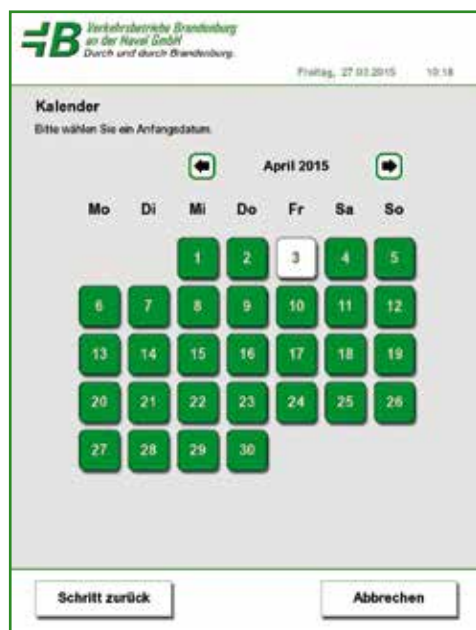 Verkehrsbetriebe Brandenburg
an der Havel GmbH
Durch und durch Brandenburg.
Freitag, 27.03.2015 10:18
Kalender
Bitte wählen Sie ein Anfangsdatum.
April 2015
Mo Di Mi Do Fr Sa So
1 2 3 4 5
6 7 8 9 10 11 12
13 14 15 16 17 18 19
20 21 22 23 24 25 26
27 28 29 30
Schritt zurück Abbrechen